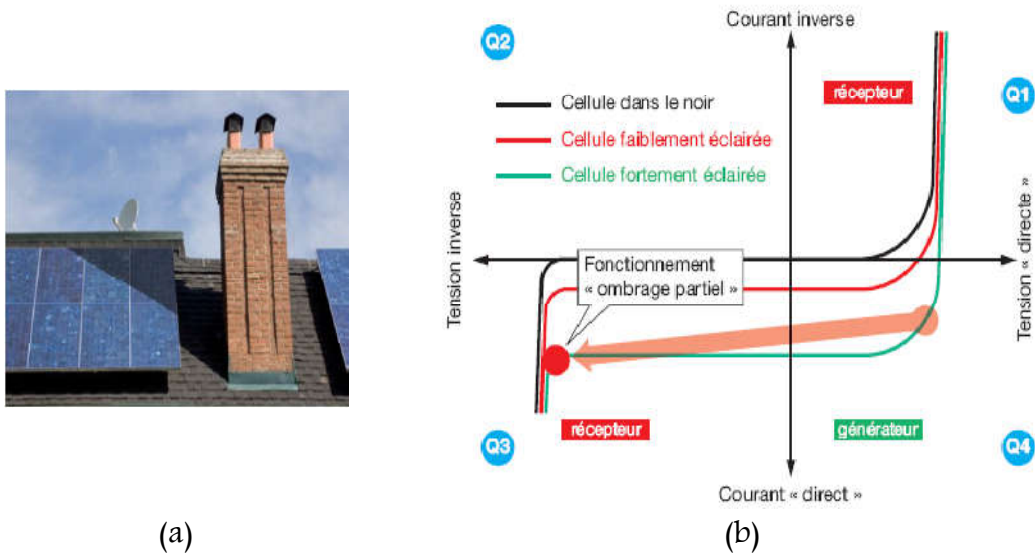 Courant inverse
Q2
récepteur
Q1
Cellule dans le noir
Cellule faiblement éclairée
Cellule fortement éclairée
Tension inverse
Fonctionnement
« ombrage partiel »
Tension « directe »
Q3
récepteur
générateur
Q4
Courant « direct »
(a)
(b)